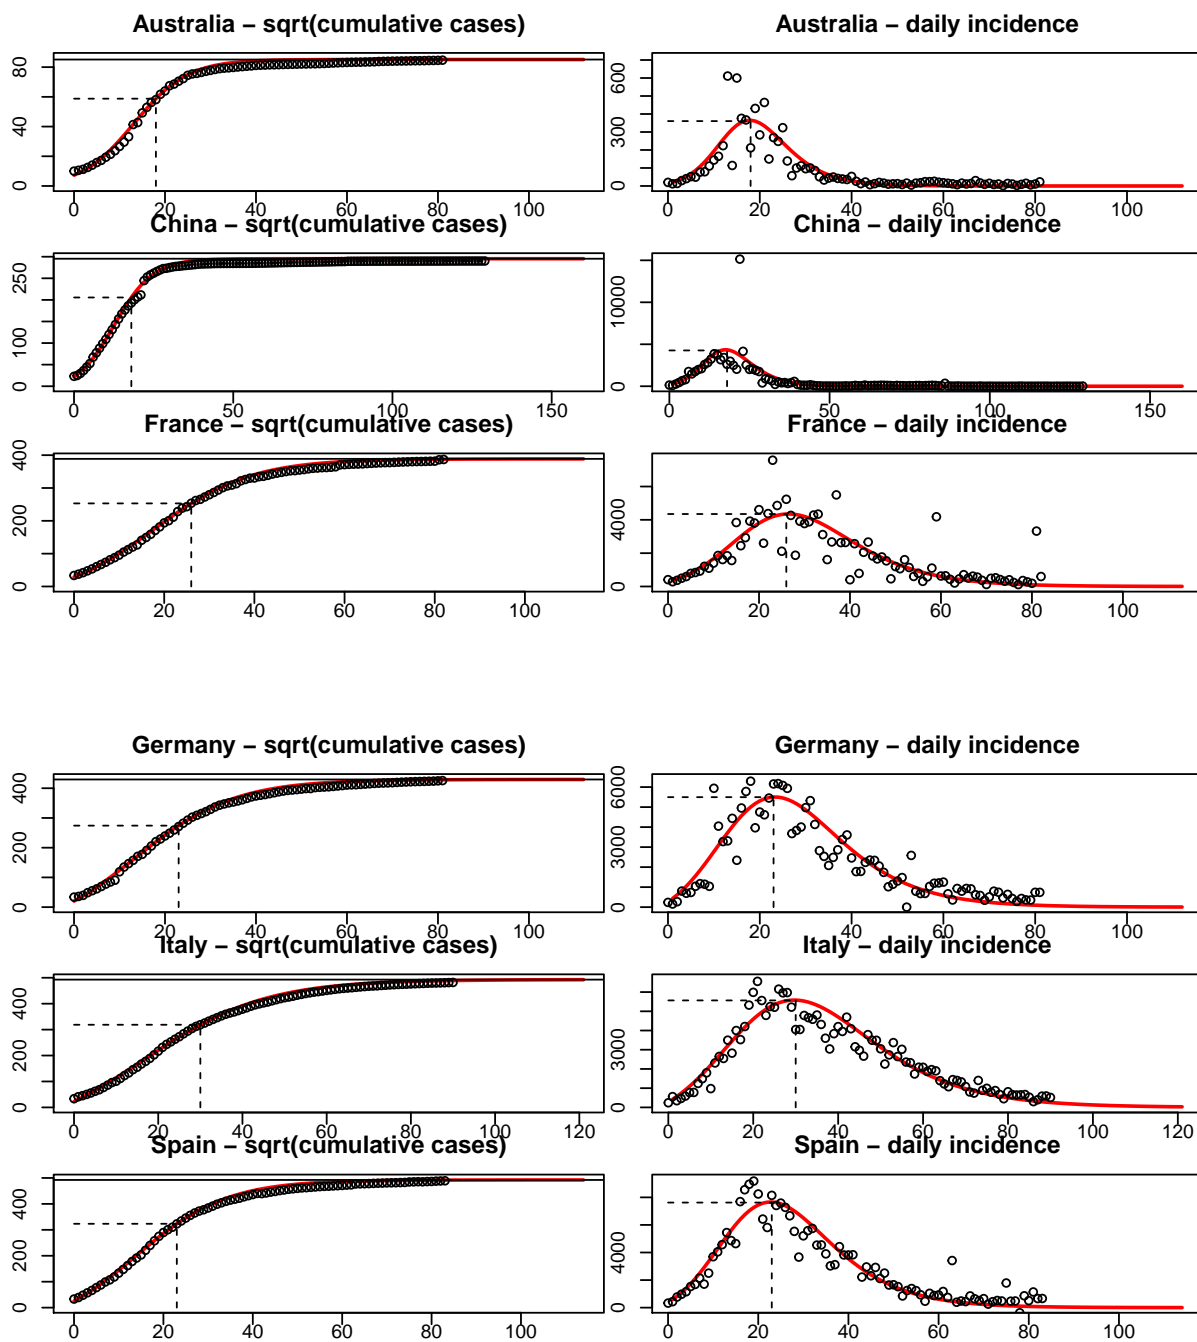 Australia − sqrt(cumulative cases)
Australia − daily incidence
0 40 80
0 20 40 60 80 100
0 300 600
0 20 40 60 80 100
China − sqrt(cumulative cases)
China − daily incidence
0 100 250
0 50 100 150
0 10000
0 50 100 150
France − sqrt(cumulative cases)
France − daily incidence
0 200 400
0 20 40 60 80 100
0 4000
0 20 40 60 80 100
Germany − sqrt(cumulative cases)
Germany − daily incidence
0 200 400
0 20 40 60 80 100
0 3000 6000
0 20 40 60 80 100
Italy − sqrt(cumulative cases)
Italy − daily incidence
0 200 400
0 20 40 60 80 100 120
0 3000
0 20 40 60 80 100 120
Spain − sqrt(cumulative cases)
Spain − daily incidence
0 200 400
0 20 40 60 80 100
0 4000
0 20 40 60 80 100